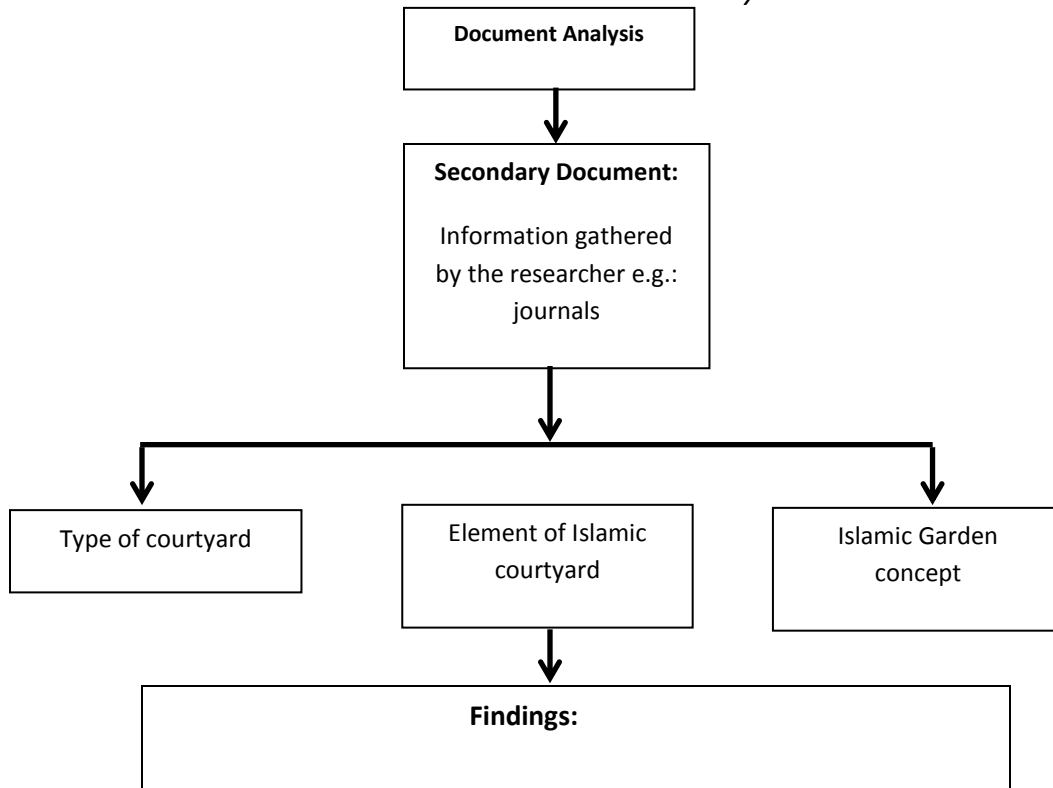 Document Analysis
Secondary Document:
Information gathered
by the researcher e.g.:
journals
Type of courtyard
Element of Islamic
courtyard
Islamic Garden
concept
Findings: